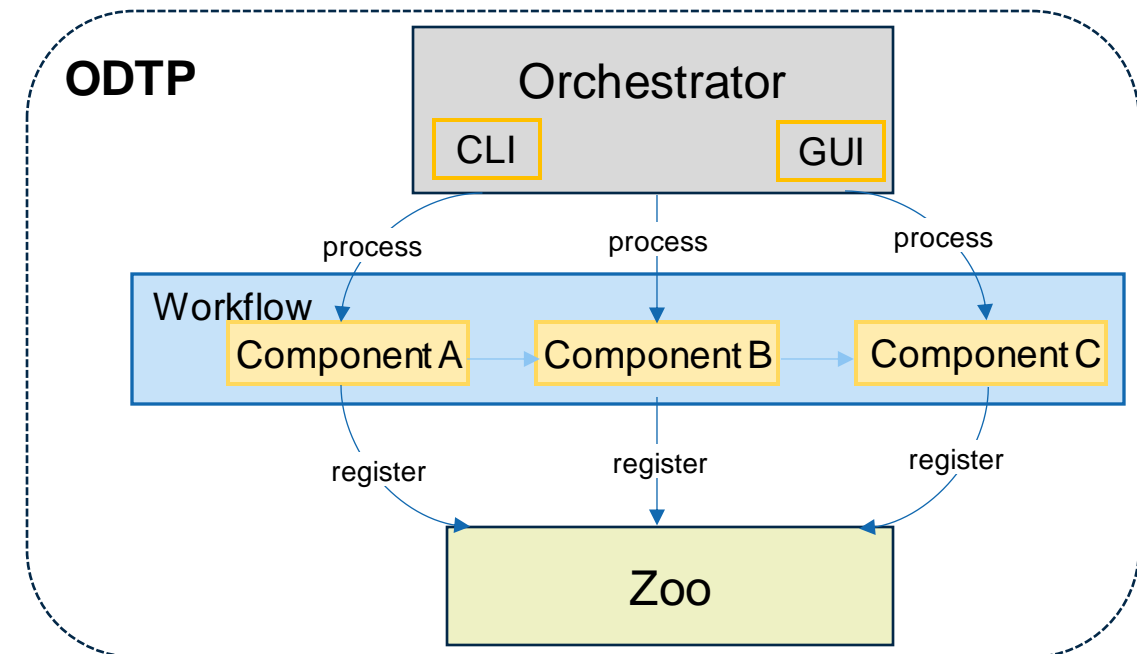 ODTP
Orchestrator
CLI
GUI
process
process
process
Workflow
Component A
Component B
Component C
register
register
register
Zoo